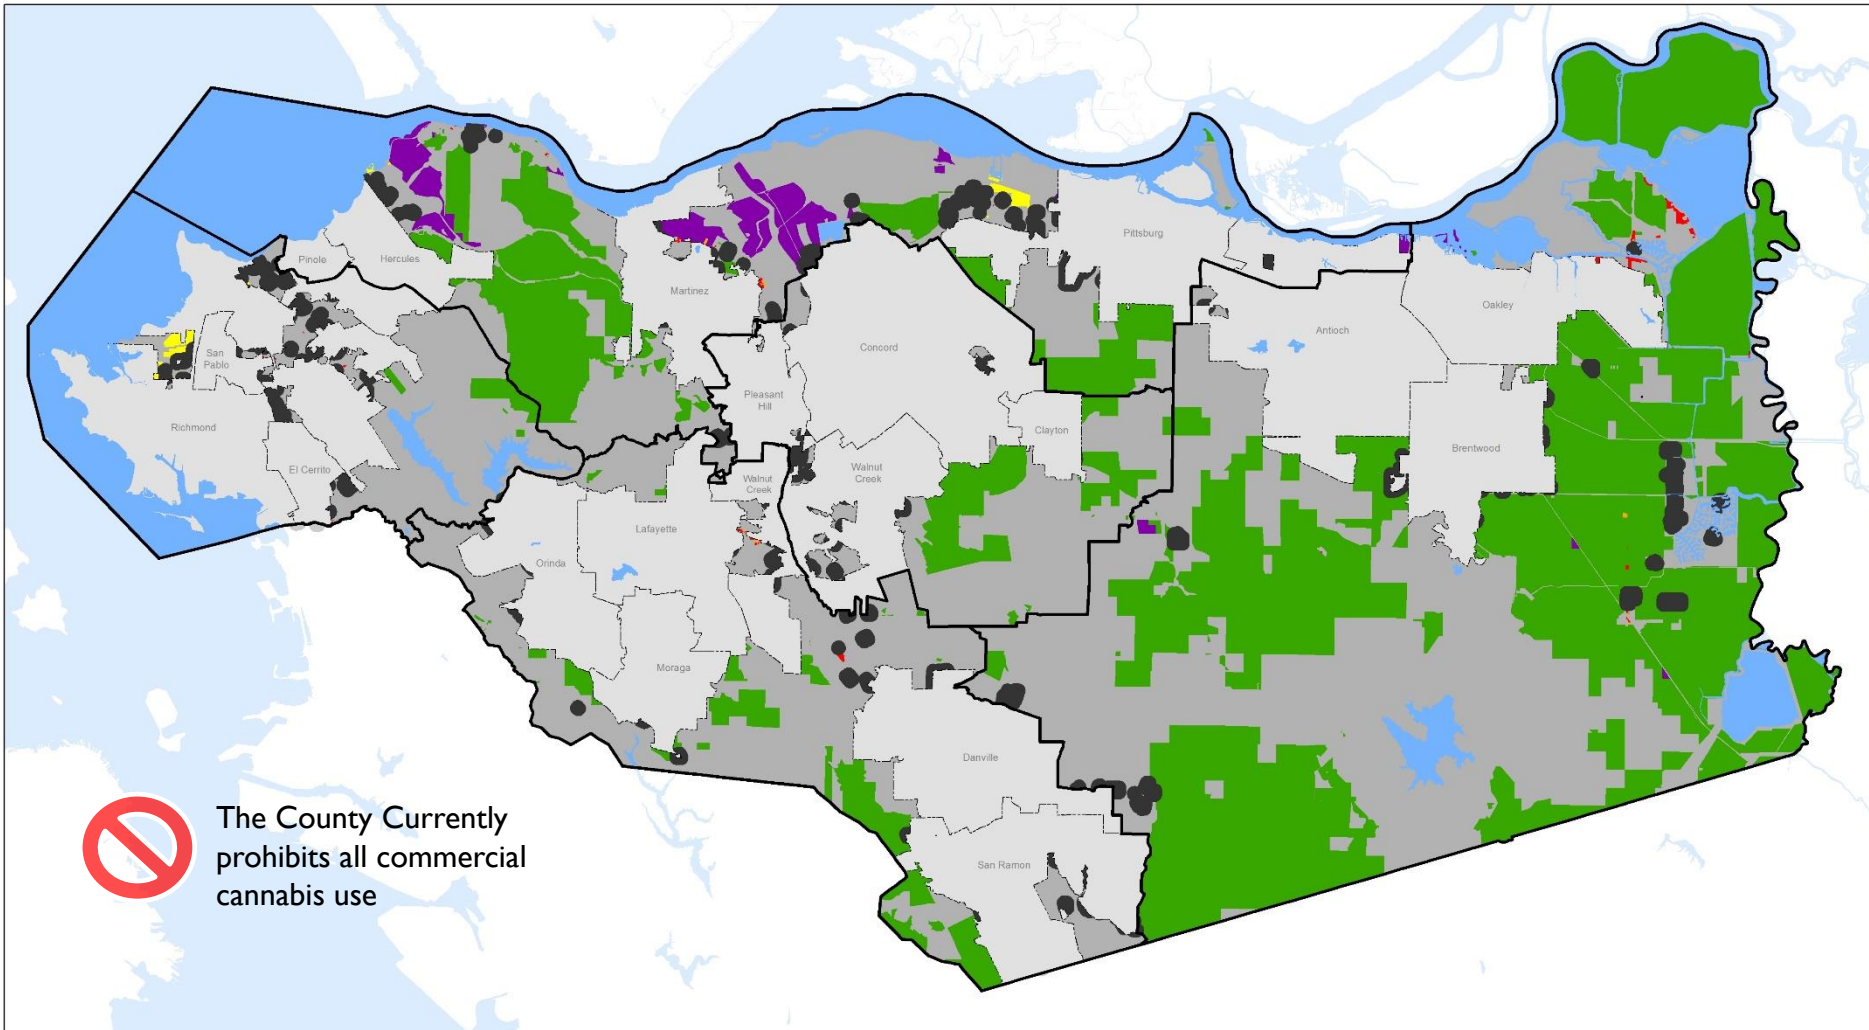 Pittsburg
Pinole
Hercules
Martinez
Oakley
Antioch
San
Pablo
Concord
Pleasant
Hill
Richmond
Clayton
El Cerrito
Brentwood
Walnut
Creek
Walnut
Creek
Lafayette
Orinda
Moraga
Danville
San Ramon
The County Currently
prohibits all commercial
cannabis use